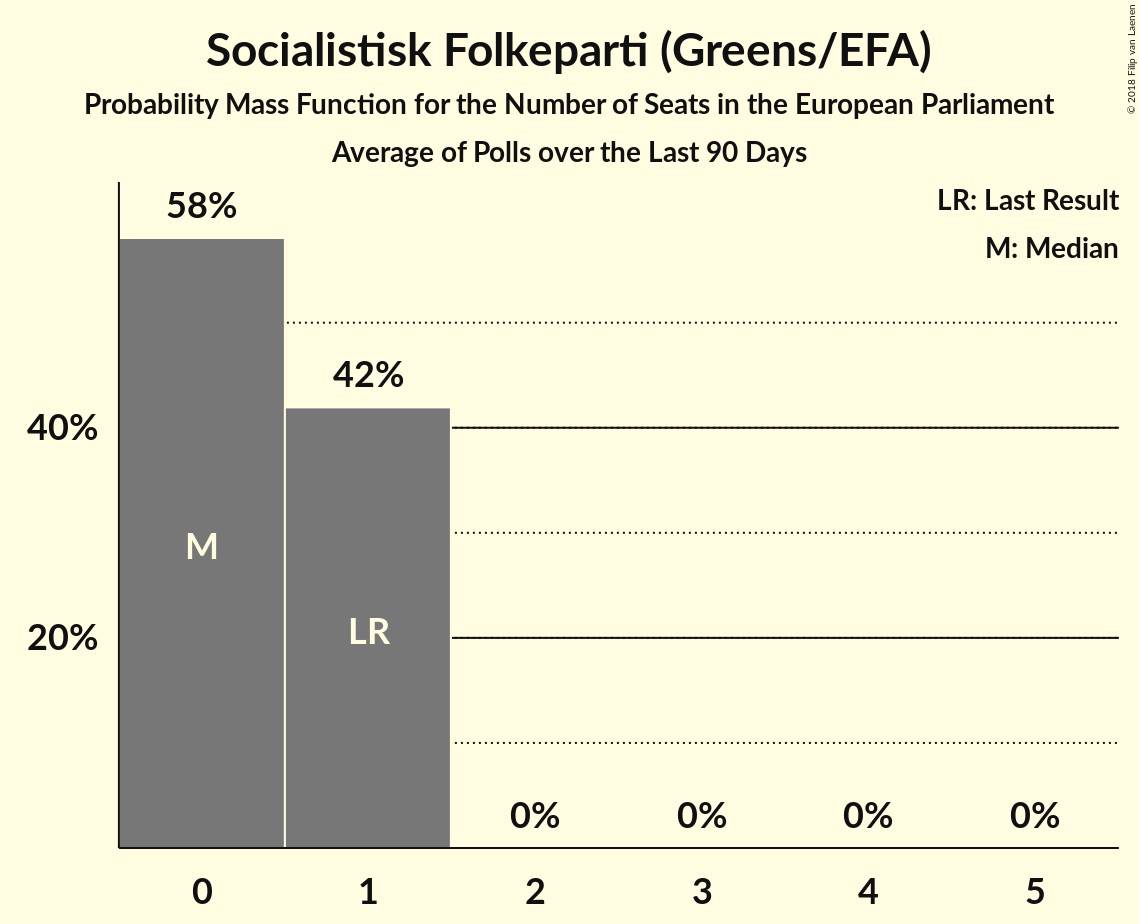 Socialistisk Folkeparti (Greens/EFA)
Probability Mass Function for the Number of Seats in the European Parliament
Average of Polls over the Last 90 Days
© 2018 Filip van Laenen
LR: Last Result
M: Median
58%
42%
40%
M
LR
20%
0% 0% 0% 0%
0 1 2 3 4 5